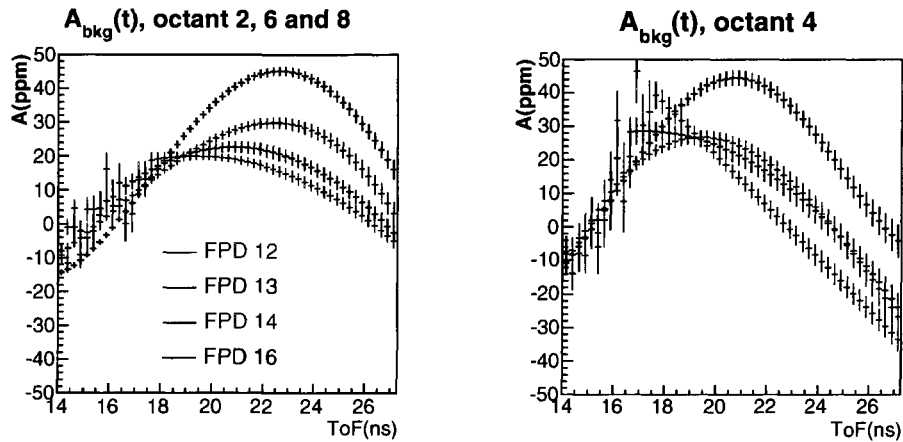 A_bkg(t), octant 2, 6 and 8
A(ppm)
50
40
30
20
10
0
-10
-20
-30
-40
-50
FPD 12
FPD 13
FPD 14
FPD 16
14 16 18 20 22 24 26
ToF(ns)
A_bkg(t), octant 4
A(ppm)
50
40
30
20
10
0
-10
-20
-30
-40
-50
14 16 18 20 22 24 26
ToF(ns)